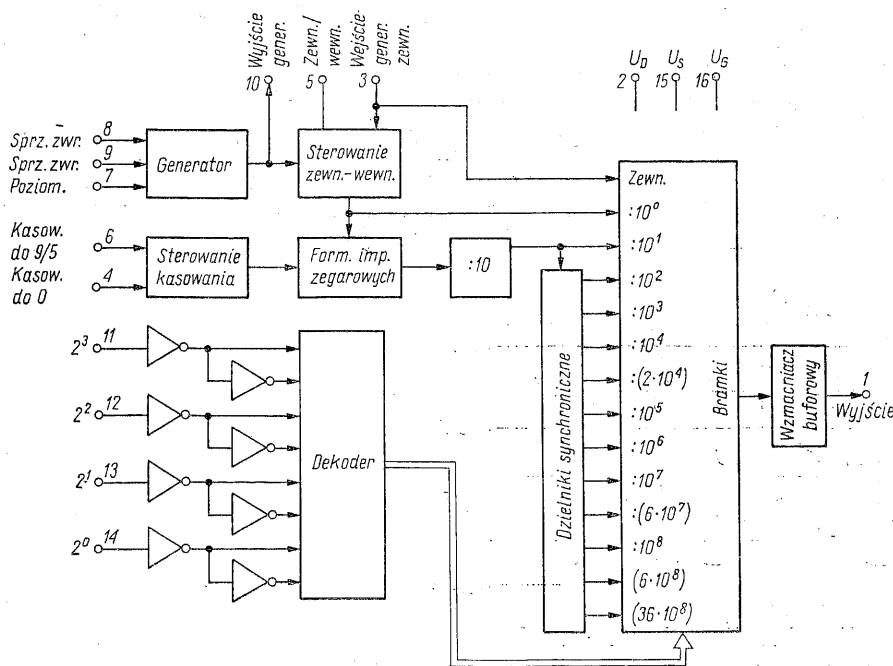 Wyjście
gener.
10
Zewn./
wewn.
5
Wejście
gener.
zewn.
3
U_D
2
U_S
15
U_G
16
Sprz. zwr.
8
Sprz. zwr.
9
Poziom.
7
Generator
Sterowanie
zewn.-wewn.
Kasow.
do 9/5
6
Kasow.
do 0
4
Sterowanie
kasowania
Form. imp.
zegarowych
:10
2³
11
2²
12
2¹
13
2⁰
14
Dekoder
Dzielniki synchroniczne
Zewn.
:10⁰
:10¹
:10²
:10³
:10⁴
:(2·10⁴)
:10⁵
:10⁶
:10⁷
:(6·10⁷)
:10⁸
(6·10⁸)
(36·10⁸)
Bramki
Wzmacniacz
buforowy
1
Wyjście